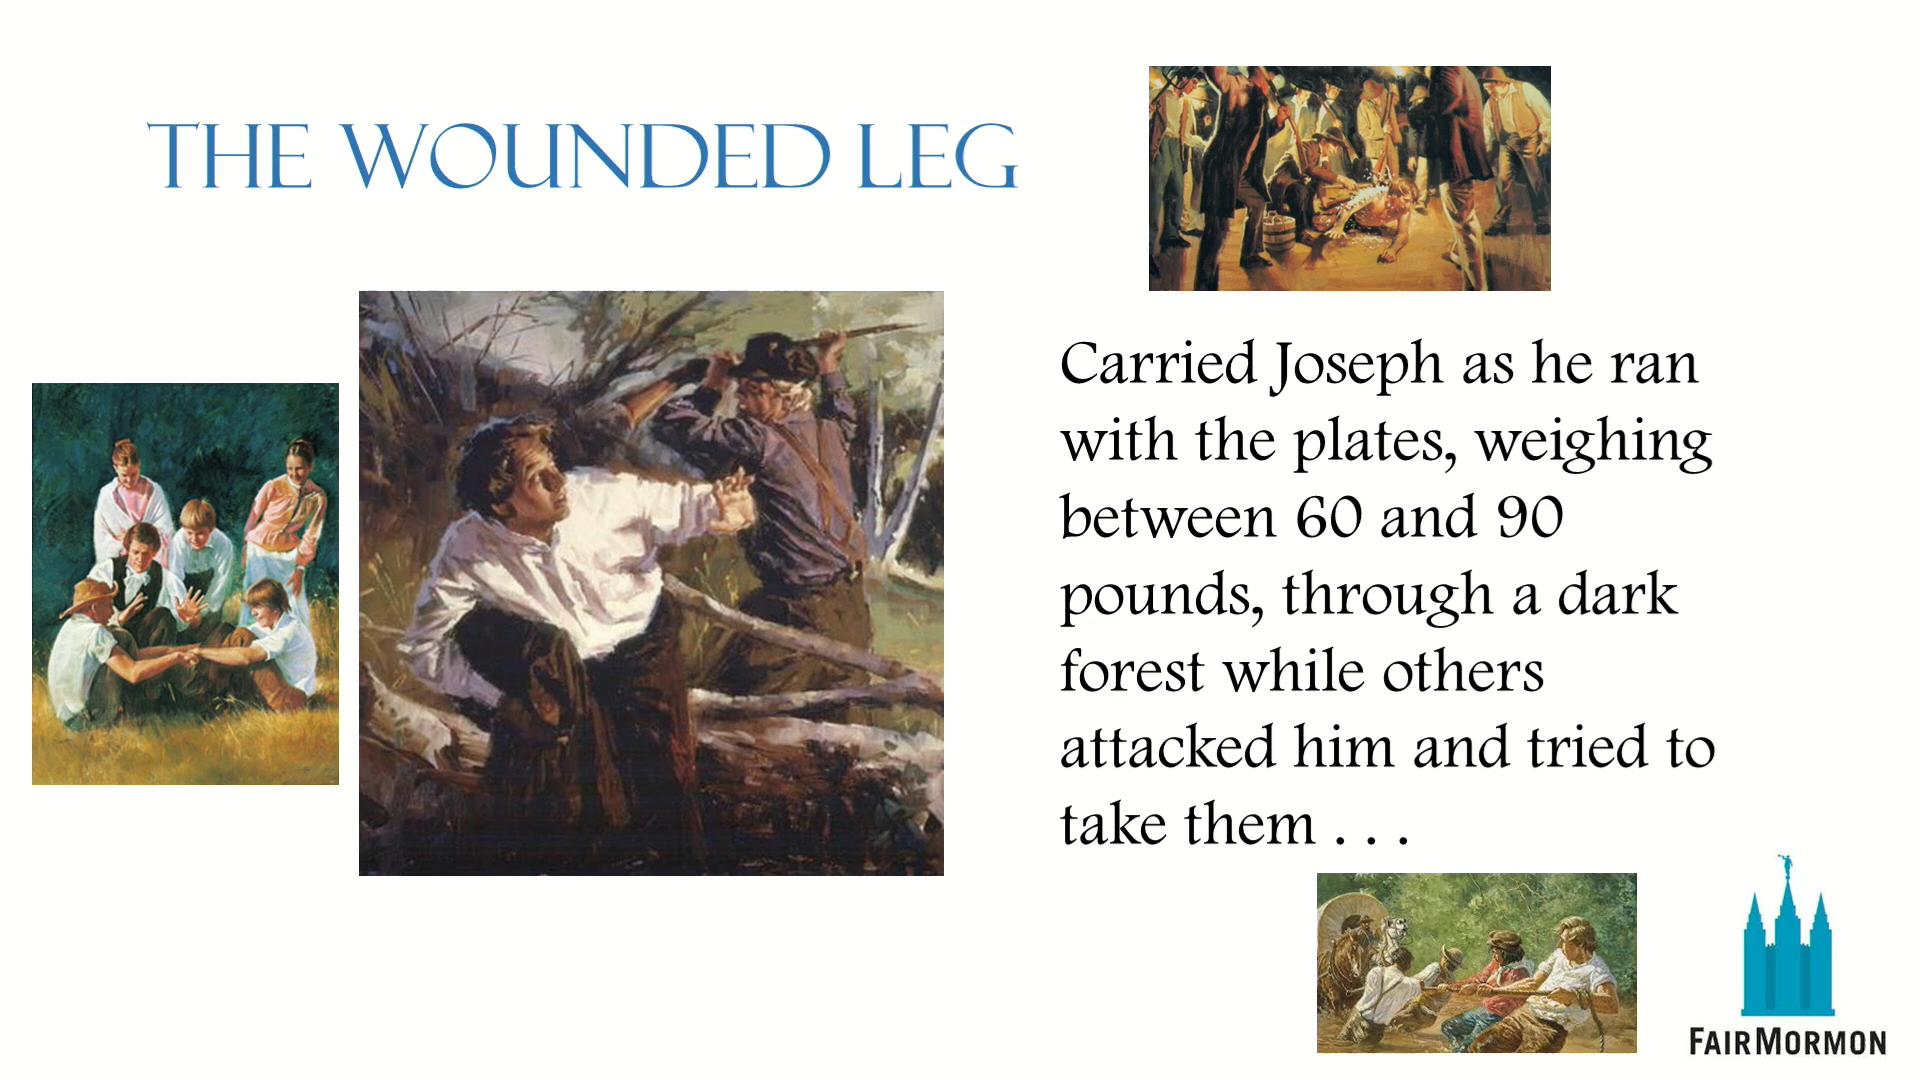 THE WOUNDED LEG
Carried Joseph as he ran
with the plates, weighing
between 60 and 90
pounds, through a dark
forest while others
attacked him and tried to
take them . . .
FAIRMORMON